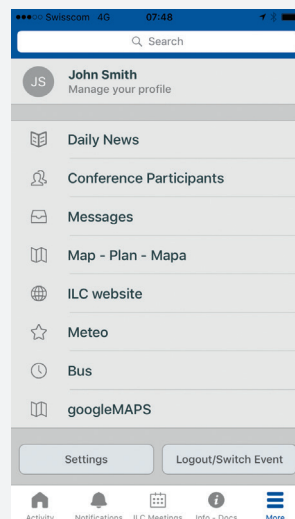 Swisscom 4G 07:48
Search
JS
John Smith
Manage your profile
Daily News
Conference Participants
Messages
Map - Plan - Mapa
ILC website
Meteo
Bus
googleMAPS
Settings Logout/Switch Event
Activity Notifications ILC Meetings Info - Docs More